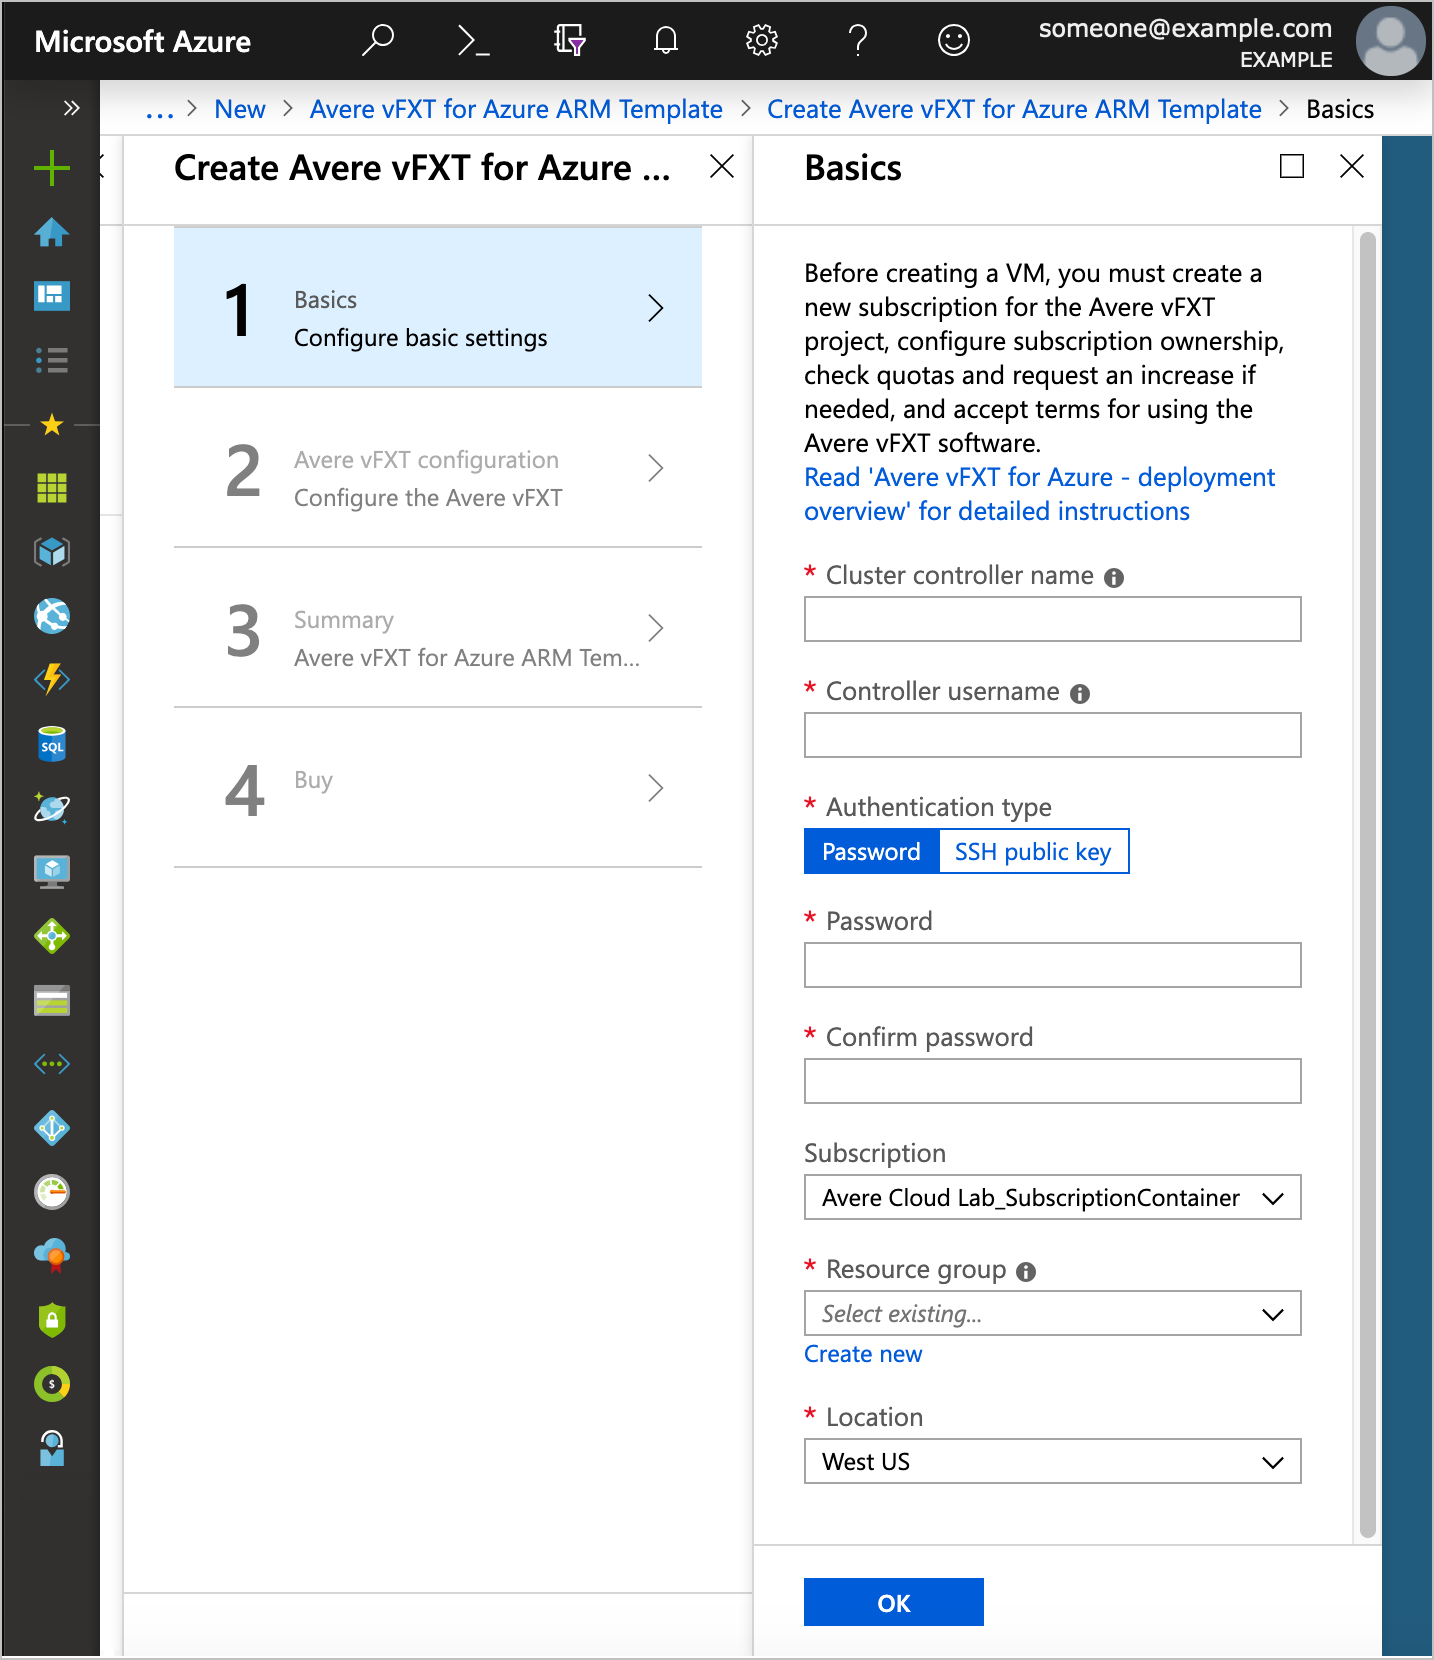 Microsoft Azure
someone@example.com
EXAMPLE
... > New > Avere vFXT for Azure ARM Template > Create Avere vFXT for Azure ARM Template > Basics
Create Avere vFXT for Azure ...
1
Basics
Configure basic settings
2
Avere vFXT configuration
Configure the Avere vFXT
3
Summary
Avere vFXT for Azure ARM Tem...
4
Buy
Basics
Before creating a VM, you must create a
new subscription for the Avere vFXT
project, configure subscription ownership,
check quotas and request an increase if
needed, and accept terms for using the
Avere vFXT software.
Read 'Avere vFXT for Azure - deployment
overview' for detailed instructions
* Cluster controller name
* Controller username
* Authentication type
Password SSH public key
* Password
* Confirm password
Subscription
Avere Cloud Lab_SubscriptionContainer
* Resource group
Select existing...
Create new
* Location
West US
OK
SQL
$